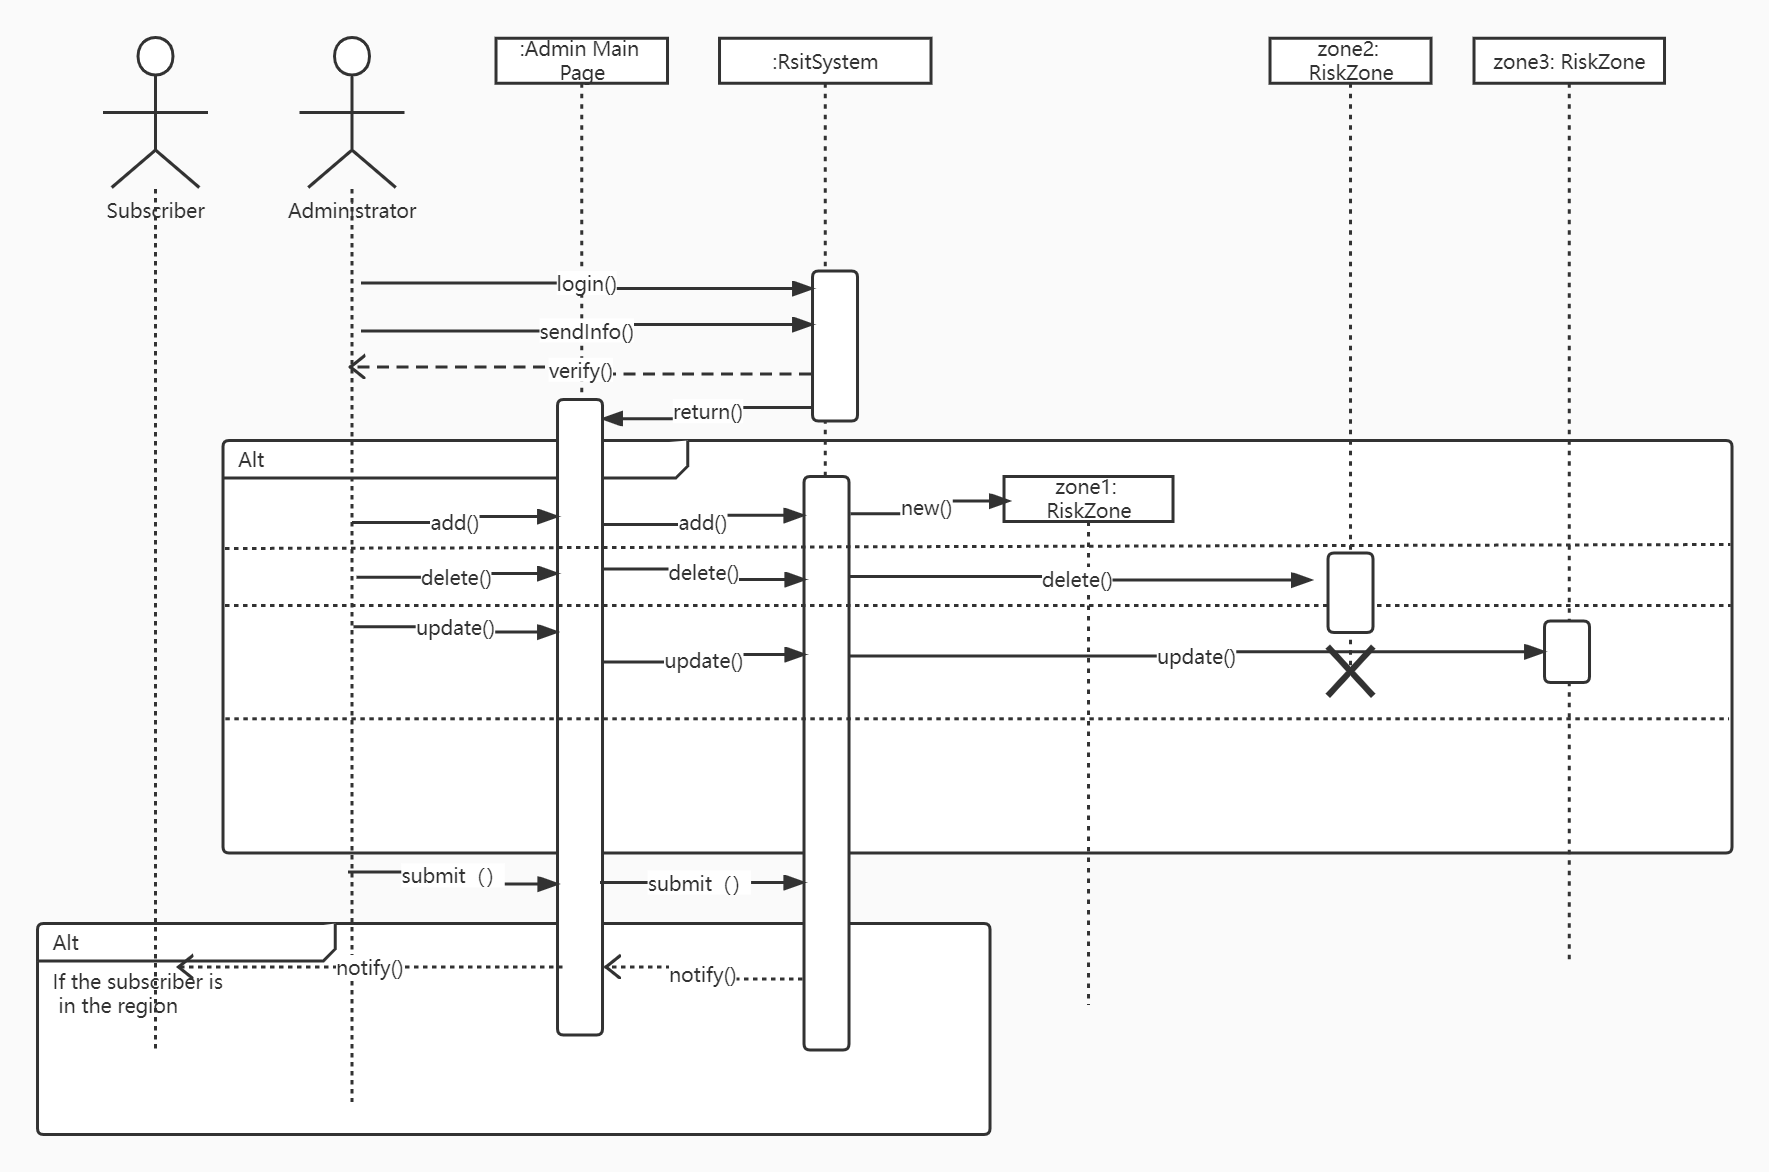 :Admin Main
Page
:RsitSystem
zone2:
RiskZone
zone3: RiskZone
Subscriber
Administrator
login()
sendInfo()
verify()
return()
Alt
zone1:
RiskZone
add()
add()
new()
delete()
delete()
delete()
update()
update()
update()
submit（）
submit（）
Alt
notify()
notify()
If the subscriber is
in the region